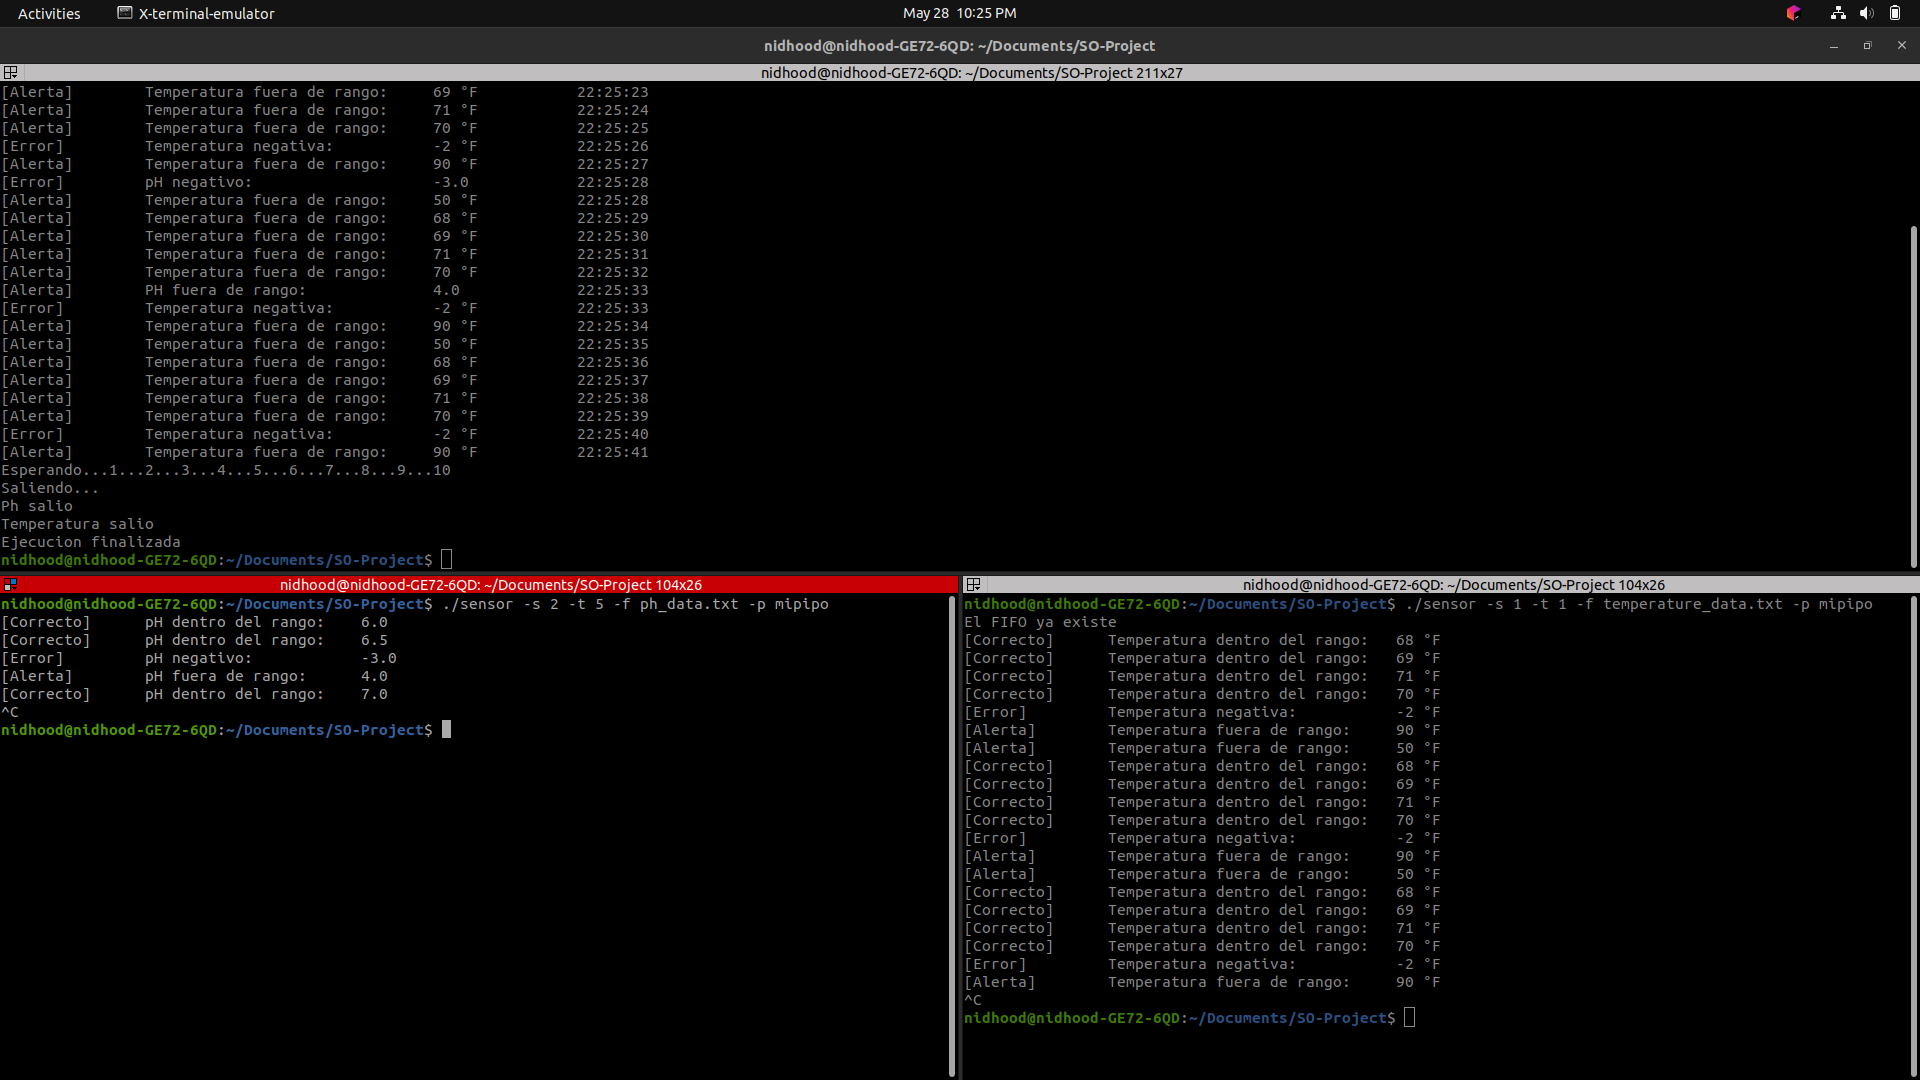 Activities X-terminal-emulator May 28 10:25 PM
nidhood@nidhood-GE72-6QD: ~/Documents/SO-Project
nidhood@nidhood-GE72-6QD: ~/Documents/SO-Project 211x27
[Alerta] Temperatura fuera de rango: 69 °F 22:25:23
[Alerta] Temperatura fuera de rango: 71 °F 22:25:24
[Alerta] Temperatura fuera de rango: 70 °F 22:25:25
[Error] Temperatura negativa: -2 °F 22:25:26
[Alerta] Temperatura fuera de rango: 90 °F 22:25:27
[Error] pH negativo: -3.0 22:25:28
[Alerta] Temperatura fuera de rango: 50 °F 22:25:28
[Alerta] Temperatura fuera de rango: 68 °F 22:25:29
[Alerta] Temperatura fuera de rango: 69 °F 22:25:30
[Alerta] Temperatura fuera de rango: 71 °F 22:25:31
[Alerta] Temperatura fuera de rango: 70 °F 22:25:32
[Alerta] PH fuera de rango: 4.0 22:25:33
[Error] Temperatura negativa: -2 °F 22:25:33
[Alerta] Temperatura fuera de rango: 90 °F 22:25:34
[Alerta] Temperatura fuera de rango: 50 °F 22:25:35
[Alerta] Temperatura fuera de rango: 68 °F 22:25:36
[Alerta] Temperatura fuera de rango: 69 °F 22:25:37
[Alerta] Temperatura fuera de rango: 71 °F 22:25:38
[Alerta] Temperatura fuera de rango: 70 °F 22:25:39
[Error] Temperatura negativa: -2 °F 22:25:40
[Alerta] Temperatura fuera de rango: 90 °F 22:25:41
Esperando...1...2...3...4...5...6...7...8...9...10
Saliendo...
Ph salio
Temperatura salio
Ejecucion finalizada
nidhood@nidhood-GE72-6QD:~/Documents/SO-Project$
nidhood@nidhood-GE72-6QD: ~/Documents/SO-Project 104x26
nidhood@nidhood-GE72-6QD:~/Documents/SO-Project$ ./sensor -s 2 -t 5 -f ph_data.txt -p mipipo
[Correcto] pH dentro del rango: 6.0
[Correcto] pH dentro del rango: 6.5
[Error] pH negativo: -3.0
[Alerta] pH fuera de rango: 4.0
[Correcto] pH dentro del rango: 7.0
^C
nidhood@nidhood-GE72-6QD:~/Documents/SO-Project$
nidhood@nidhood-GE72-6QD: ~/Documents/SO-Project 104x26
nidhood@nidhood-GE72-6QD:~/Documents/SO-Project$ ./sensor -s 1 -t 1 -f temperature_data.txt -p mipipo
El FIFO ya existe
[Correcto] Temperatura dentro del rango: 68 °F
[Correcto] Temperatura dentro del rango: 69 °F
[Correcto] Temperatura dentro del rango: 71 °F
[Correcto] Temperatura dentro del rango: 70 °F
[Error] Temperatura negativa: -2 °F
[Alerta] Temperatura fuera de rango: 90 °F
[Alerta] Temperatura fuera de rango: 50 °F
[Correcto] Temperatura dentro del rango: 68 °F
[Correcto] Temperatura dentro del rango: 69 °F
[Correcto] Temperatura dentro del rango: 71 °F
[Correcto] Temperatura dentro del rango: 70 °F
[Error] Temperatura negativa: -2 °F
[Alerta] Temperatura fuera de rango: 90 °F
[Alerta] Temperatura fuera de rango: 50 °F
[Correcto] Temperatura dentro del rango: 68 °F
[Correcto] Temperatura dentro del rango: 69 °F
[Correcto] Temperatura dentro del rango: 71 °F
[Correcto] Temperatura dentro del rango: 70 °F
[Error] Temperatura negativa: -2 °F
[Alerta] Temperatura fuera de rango: 90 °F
^C
nidhood@nidhood-GE72-6QD:~/Documents/SO-Project$